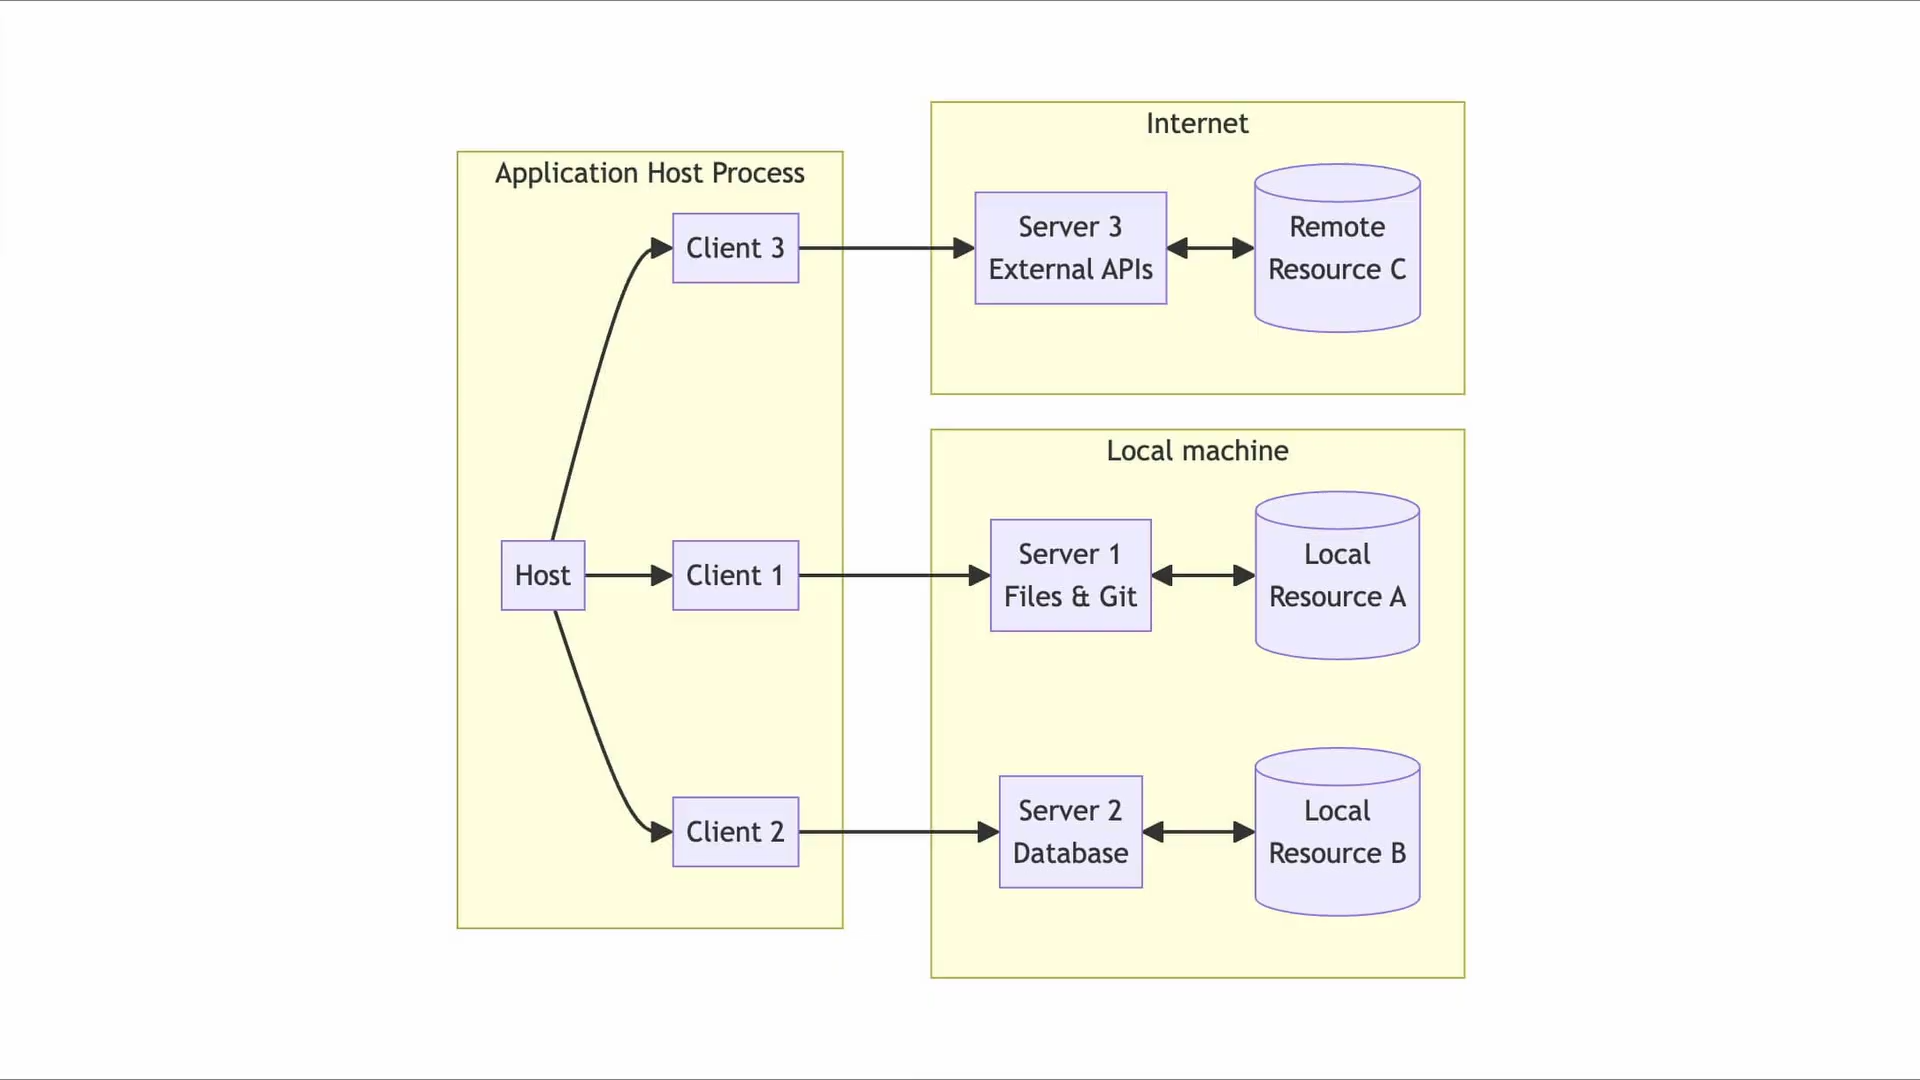 Application Host Process
Client 3
Host
Client 1
Client 2
Internet
Server 3
External APIs
Remote
Resource C
Local machine
Server 1
Files & Git
Local
Resource A
Server 2
Database
Local
Resource B